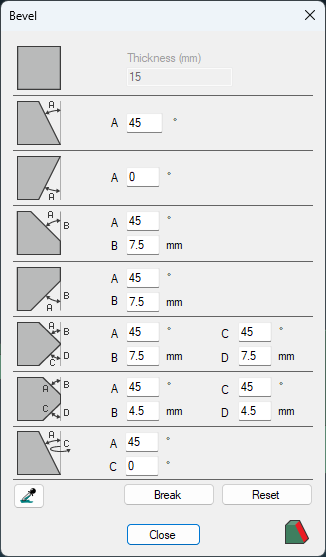 Bevel
Thickness (mm)
15
A
A 45 °
A
A 0 °
A
B
A 45 °
B 7.5 mm
B
A
A 45 °
B 7.5 mm
A B
C D
A 45 ° C 45 °
B 7.5 mm D 7.5 mm
A B
C D
A 45 ° C 45 °
B 4.5 mm D 4.5 mm
A C
A 45 °
C 0 °
Break Reset
Close